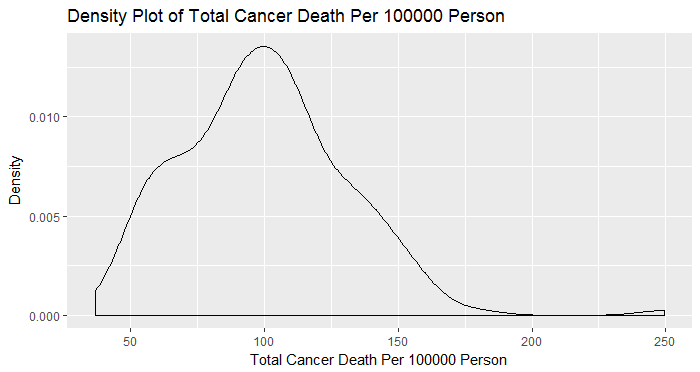 Density Plot of Total Cancer Death Per 100000 Person
Density
0.010
0.005
0.000
50
100
150
200
250
Total Cancer Death Per 100000 Person